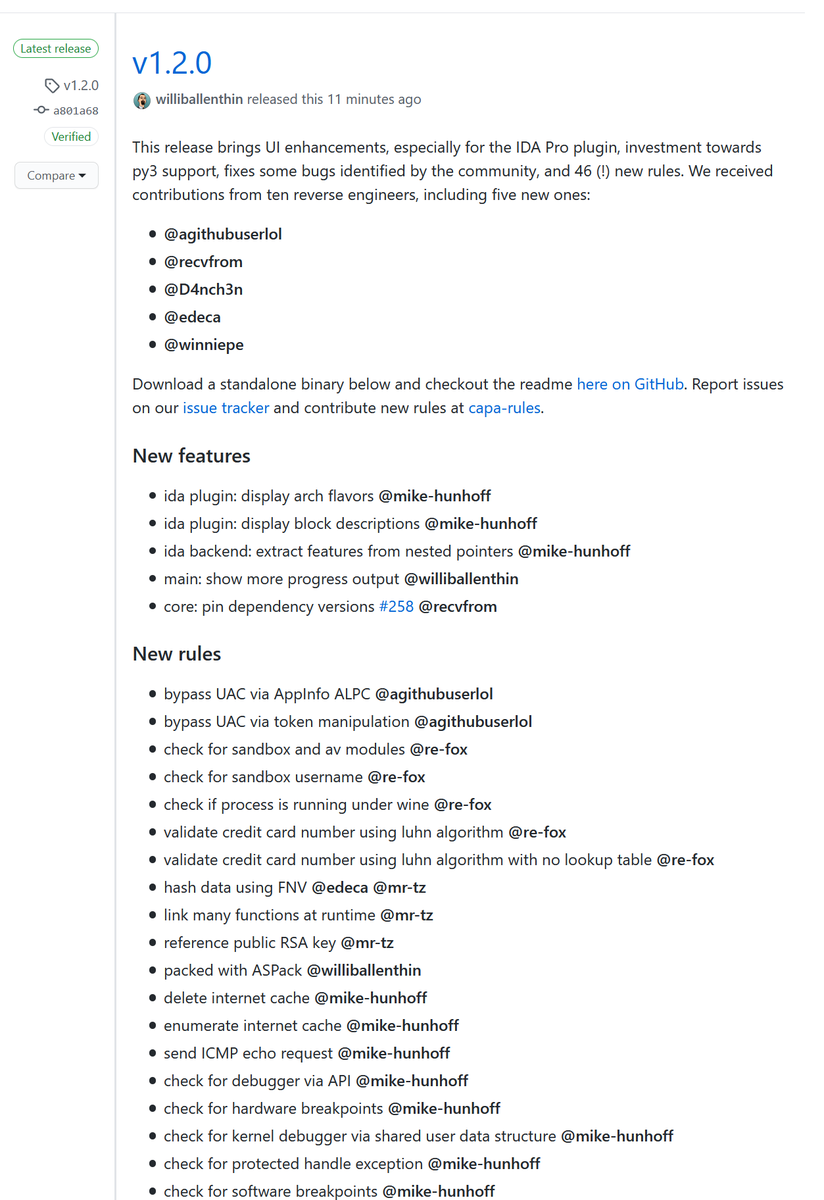 Latest release
v1.2.0
a801a68
Verified
Compare
v1.2.0
williballenthin released this 11 minutes ago
This release brings UI enhancements, especially for the IDA Pro plugin, investment towards
py3 support, fixes some bugs identified by the community, and 46 (!) new rules. We received
contributions from ten reverse engineers, including five new ones:
• @agithubuserlol
• @recvfrom
• @D4nch3n
• @edeca
• @winniepe
Download a standalone binary below and checkout the readme here on GitHub. Report issues
on our issue tracker and contribute new rules at capa-rules.
New features
• ida plugin: display arch flavors @mike-hunhoff
• ida plugin: display block descriptions @mike-hunhoff
• ida backend: extract features from nested pointers @mike-hunhoff
• main: show more progress output @williballenthin
• core: pin dependency versions #258 @recvfrom
New rules
• bypass UAC via AppInfo ALPC @agithubuserlol
• bypass UAC via token manipulation @agithubuserlol
• check for sandbox and av modules @re-fox
• check for sandbox username @re-fox
• check if process is running under wine @re-fox
• validate credit card number using luhn algorithm @re-fox
• validate credit card number using luhn algorithm with no lookup table @re-fox
• hash data using FNV @edeca @mr-tz
• link many functions at runtime @mr-tz
• reference public RSA key @mr-tz
• packed with ASPack @williballenthin
• delete internet cache @mike-hunhoff
• enumerate internet cache @mike-hunhoff
• send ICMP echo request @mike-hunhoff
• check for debugger via API @mike-hunhoff
• check for hardware breakpoints @mike-hunhoff
• check for kernel debugger via shared user data structure @mike-hunhoff
• check for protected handle exception @mike-hunhoff
• check for software breakpoints @mike-hunhoff